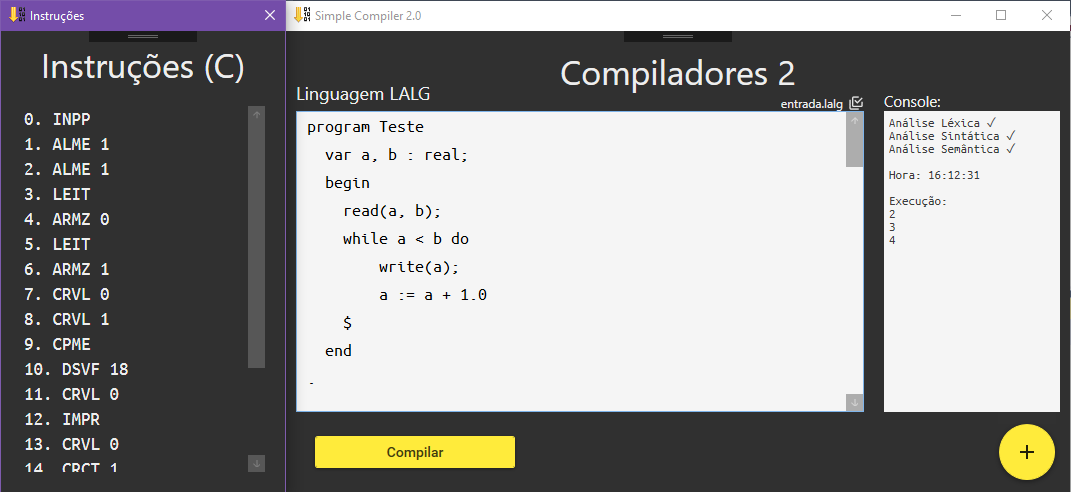 Instruções
Instruções (C)
0. INPP
1. ALME 1
2. ALME 1
3. LEIT
4. ARMZ 0
5. LEIT
6. ARMZ 1
7. CRVL 0
8. CRVL 1
9. CPME
10. DSVF 18
11. CRVL 0
12. IMPR
13. CRVL 0
14. CRCT 1
Simple Compiler 2.0
Compiladores 2
Linguagem LALG
entrada.lalg
program Teste
var a, b : real;
begin
read(a, b);
while a < b do
write(a);
a := a + 1.0
$
end
.
Compilar
Console:
Análise Léxica ✓
Análise Sintática ✓
Análise Semântica ✓
Hora: 16:12:31
Execução:
2
3
4
+